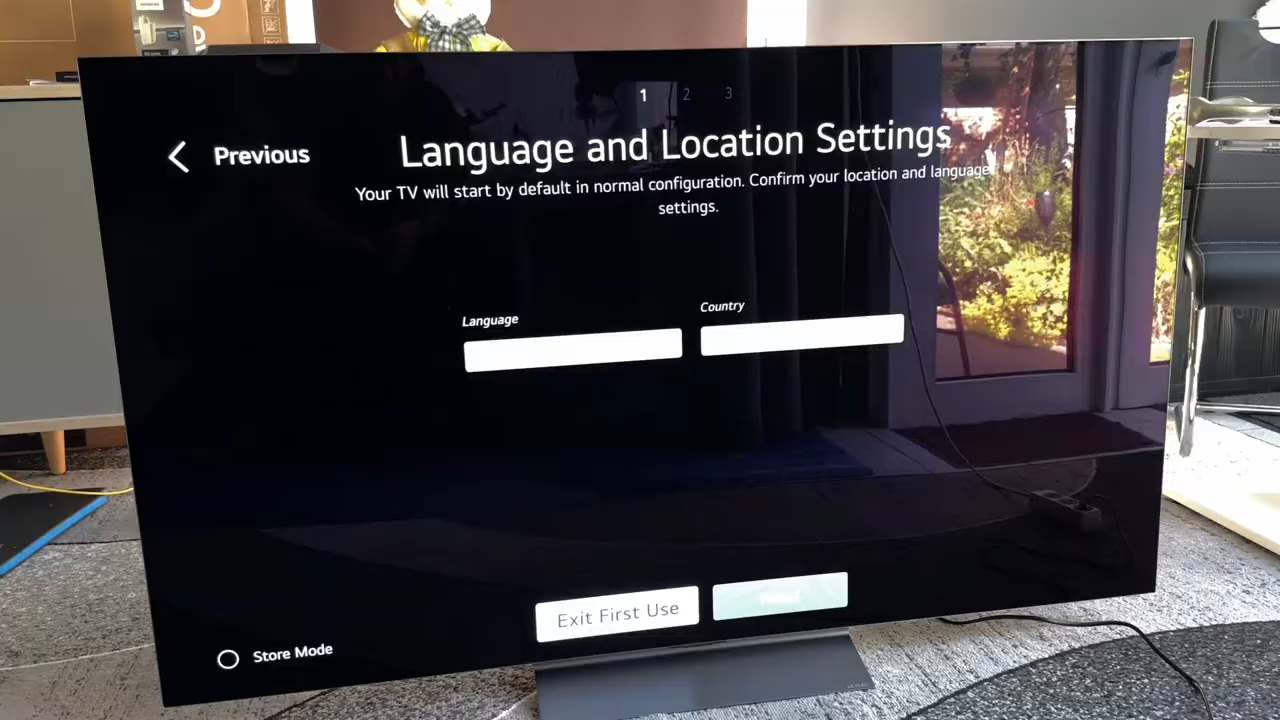 1 2 3
Previous
Language and Location Settings
Your TV will start by default in normal configuration. Confirm your location and language
settings.
Language
Country
Exit First Use
Store Mode